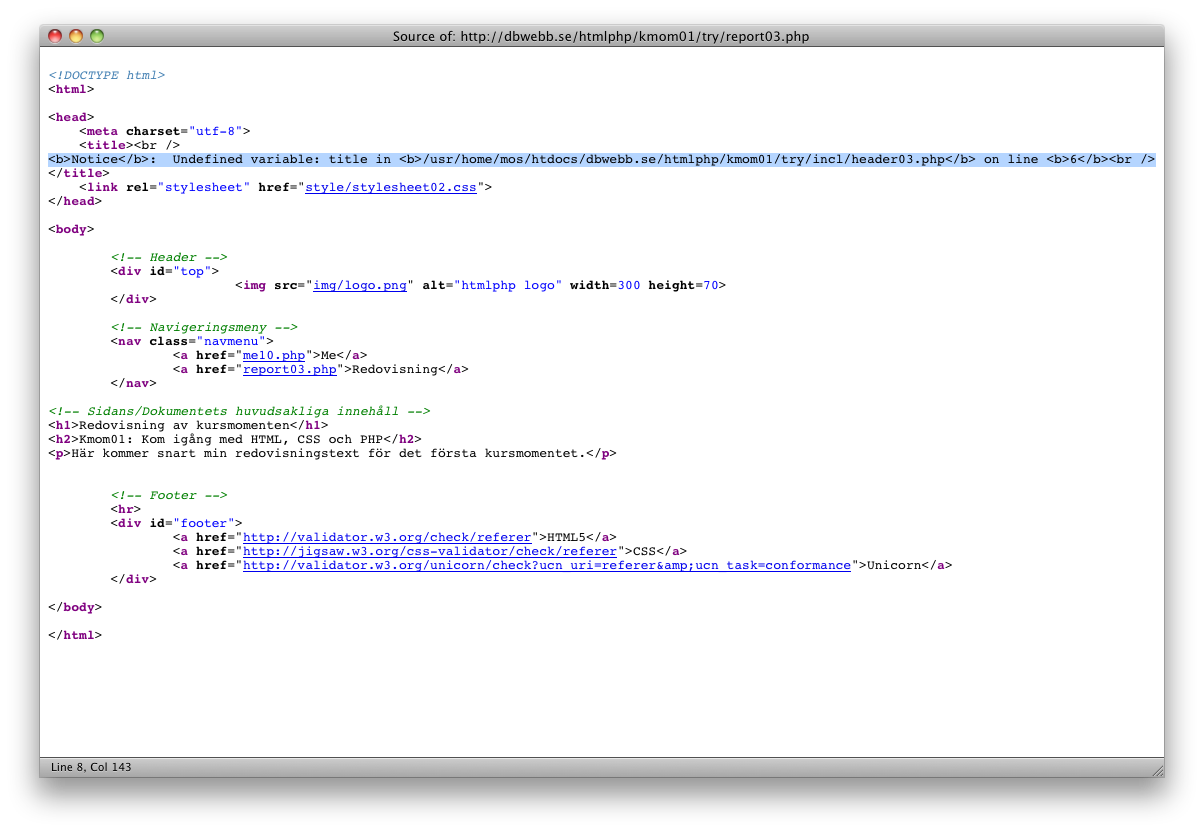 Source of: http://dbwebb.se/htmlphp/kmom01/try/report03.php
<!DOCTYPE html>
<html>
<head>
<meta charset="utf-8">
<title><br />
<b>Notice</b>:  Undefined variable: title in <b>/usr/home/mos/htdocs/dbwebb.se/htmlphp/kmom01/try/incl/header03.php</b> on line <b>6</b><br />
</title>
<link rel="stylesheet" href="style/stylesheet02.css">
</head>
<body>
<!-- Header -->
<div id="top">
<img src="img/logo.png" alt="htmlphp logo" width=300 height=70>
</div>
<!-- Navigeringsmeny -->
<nav class="navmenu">
<a href="me10.php">Me</a>
<a href="report03.php">Redovisning</a>
</nav>
<!-- Sidans/Dokumentets huvudsakliga innehåll -->
<h1>Redovisning av kursmomenten</h1>
<h2>Kmom01: Kom igång med HTML, CSS och PHP</h2>
<p>Här kommer snart min redovisningstext för det första kursmomentet.</p>
<!-- Footer -->
<hr>
<div id="footer">
<a href="http://validator.w3.org/check/referer">HTML5</a>
<a href="http://jigsaw.w3.org/css-validator/check/referer">CSS</a>
<a href="http://validator.w3.org/unicorn/check?ucn_uri=referer&amp;ucn_task=conformance">Unicorn</a>
</div>
</body>
</html>
Line 8, Col 143